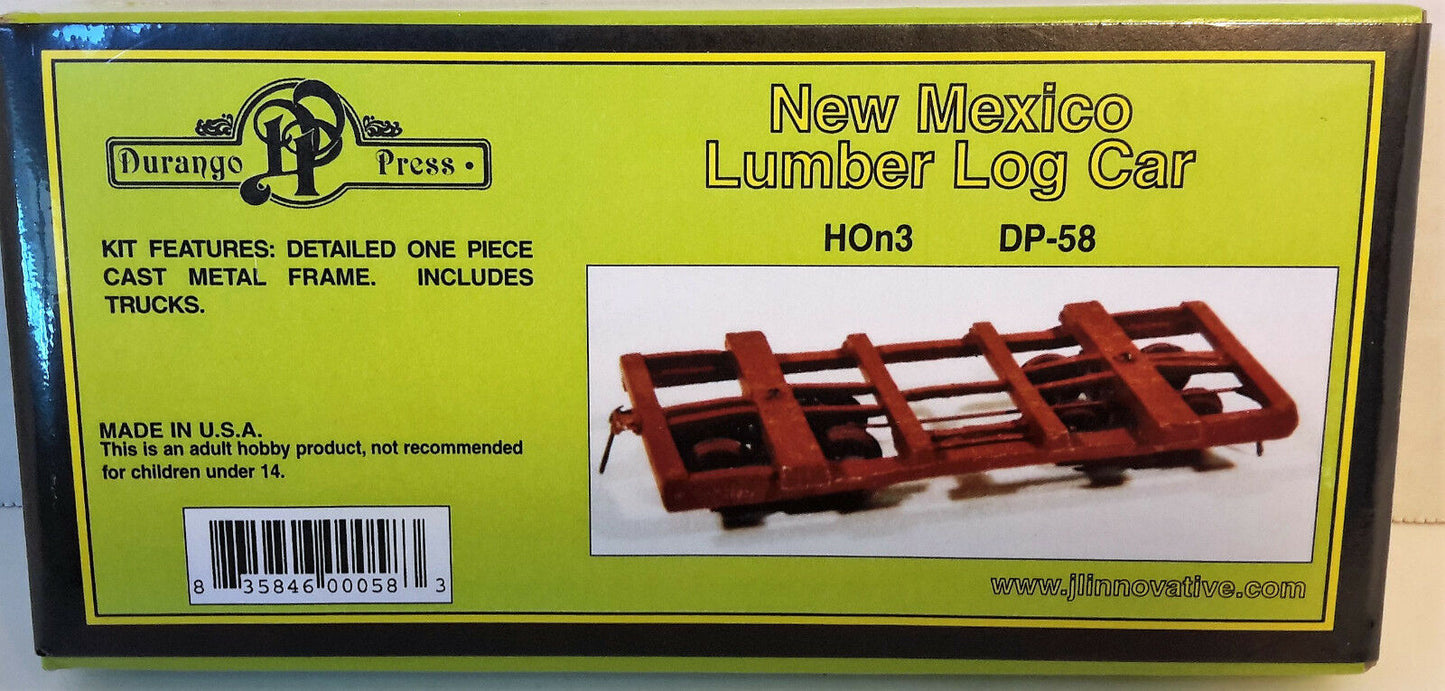 Durango DP Press .
New Mexico
Lumber Log Car
HOn3 DP-58
KIT FEATURES: DETAILED ONE PIECE
CAST METAL FRAME. INCLUDES
TRUCKS.
MADE IN U.S.A.
This is an adult hobby product, not recommended
for children under 14.
8 35846 00058 3
www.jlinnovative.com